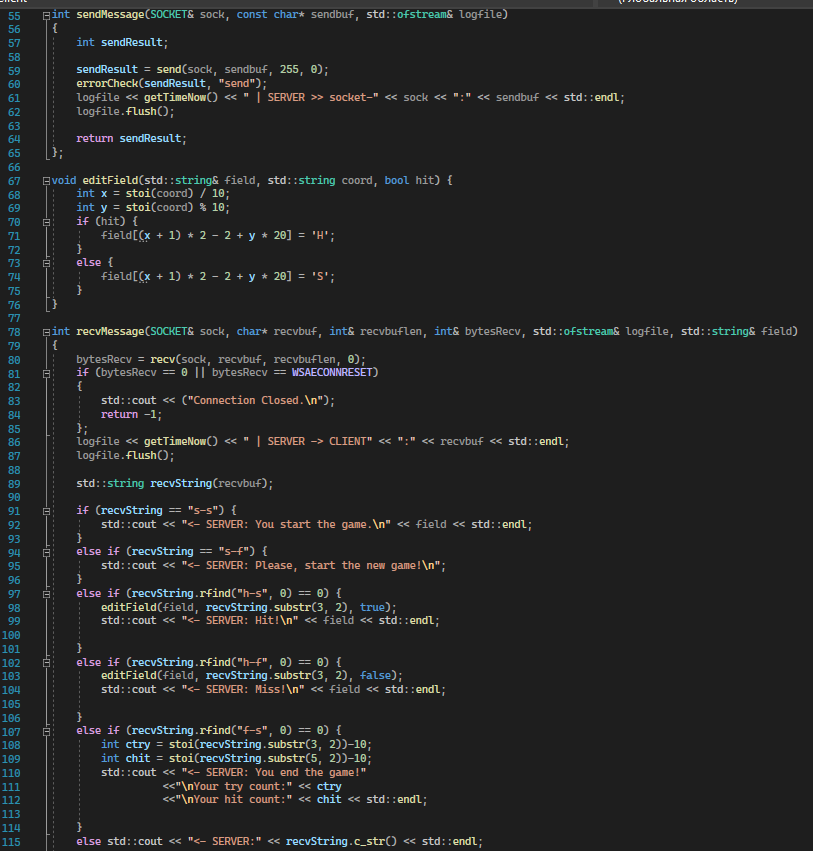 55 int sendMessage(SOCKET& sock, const char* sendbuf, std::ofstream& logfile)
56 {
57     int sendResult;
58
59     sendResult = send(sock, sendbuf, 255, 0);
60     errorCheck(sendResult, "send");
61     logfile << getTimeNow() << " | SERVER >> socket-" << sock << ":" << sendbuf << std::endl;
62     logfile.flush();
63
64     return sendResult;
65 };
66
67 void editField(std::string& field, std::string coord, bool hit) {
68     int x = stoi(coord) / 10;
69     int y = stoi(coord) % 10;
70     if (hit) {
71         field[(x + 1) * 2 - 2 + y * 20] = 'H';
72     }
73     else {
74         field[(x + 1) * 2 - 2 + y * 20] = 'S';
75     }
76 }
77
78 int recvMessage(SOCKET& sock, char* recvbuf, int& recvbuflen, int& bytesRecv, std::ofstream& logfile, std::string& field)
79 {
80     bytesRecv = recv(sock, recvbuf, recvbuflen, 0);
81     if (bytesRecv == 0 || bytesRecv == WSAECONNRESET)
82     {
83         std::cout << ("Connection Closed.\n");
84         return -1;
85     };
86     logfile << getTimeNow() << " | SERVER -> CLIENT" << ":" << recvbuf << std::endl;
87     logfile.flush();
88
89     std::string recvString(recvbuf);
90
91     if (recvString == "s-s") {
92         std::cout << "<- SERVER: You start the game.\n" << field << std::endl;
93     }
94     else if (recvString == "s-f") {
95         std::cout << "<- SERVER: Please, start the new game!\n";
96     }
97     else if (recvString.rfind("h-s", 0) == 0) {
98         editField(field, recvString.substr(3, 2), true);
99         std::cout << "<- SERVER: Hit!\n" << field << std::endl;
100
101     }
102     else if (recvString.rfind("h-f", 0) == 0) {
103         editField(field, recvString.substr(3, 2), false);
104         std::cout << "<- SERVER: Miss!\n" << field << std::endl;
105
106     }
107     else if (recvString.rfind("f-s", 0) == 0) {
108         int ctry = stoi(recvString.substr(3, 2))-10;
109         int chit = stoi(recvString.substr(5, 2))-10;
110         std::cout << "<- SERVER: You end the game!"
111                 <<"\nYour try count:" << ctry
112                 <<"\nYour hit count:" << chit << std::endl;
113
114     }
115     else std::cout << "<- SERVER:" << recvString.c_str() << std::endl;